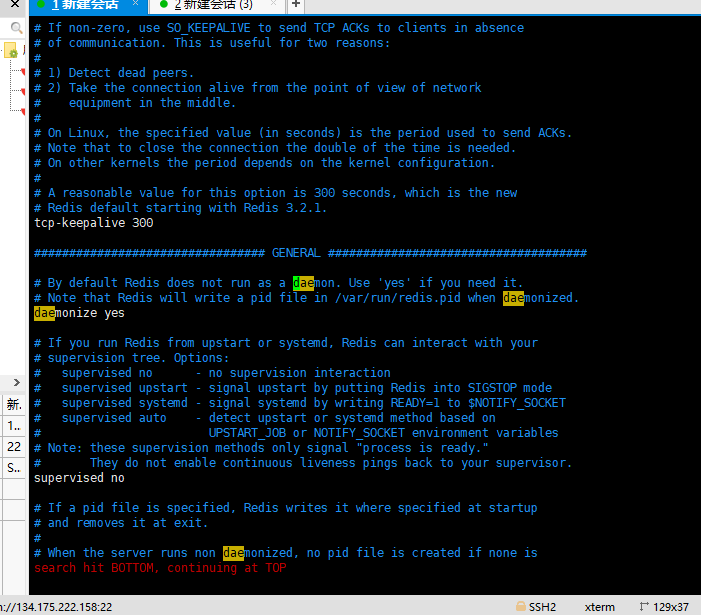 1 新建会话
2 新建会话 (3)
# If non-zero, use SO_KEEPALIVE to send TCP ACKs to clients in absence
# of communication. This is useful for two reasons:
#
# 1) Detect dead peers.
# 2) Take the connection alive from the point of view of network
#    equipment in the middle.
#
# On Linux, the specified value (in seconds) is the period used to send ACKs.
# Note that to close the connection the double of the time is needed.
# On other kernels the period depends on the kernel configuration.
#
# A reasonable value for this option is 300 seconds, which is the new
# Redis default starting with Redis 3.2.1.
tcp-keepalive 300
################################# GENERAL #####################################
# By default Redis does not run as a daemon. Use 'yes' if you need it.
# Note that Redis will write a pid file in /var/run/redis.pid when daemonized.
daemonize yes
# If you run Redis from upstart or systemd, Redis can interact with your
# supervision tree. Options:
#   supervised no      - no supervision interaction
#   supervised upstart - signal upstart by putting Redis into SIGSTOP mode
#   supervised systemd - signal systemd by writing READY=1 to $NOTIFY_SOCKET
#   supervised auto    - detect upstart or systemd method based on
#                        UPSTART_JOB or NOTIFY_SOCKET environment variables
# Note: these supervision methods only signal "process is ready."
#       They do not enable continuous liveness pings back to your supervisor.
supervised no
# If a pid file is specified, Redis writes it where specified at startup
# and removes it at exit.
#
# When the server runs non daemonized, no pid file is created if none is
search hit BOTTOM, continuing at TOP
新.
1..
22
S...
://134.175.222.158:22
SSH2
xterm
129x37